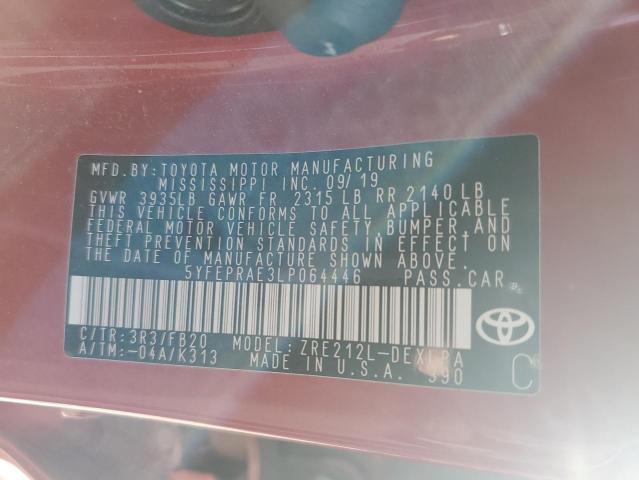 MFD. BY: TOYOTA MOTOR MANUFACTURING
MISSISSIPPI INC. 09/19
GVWR 3935LB GAWR FR 2315 LB RR 2140 LB
THIS VEHICLE CONFORMS TO ALL APPLICABLE
FEDERAL MOTOR VEHICLE SAFETY, BUMPER, AND
THEFT PREVENTION STANDARDS IN EFFECT ON
THE DATE OF MANUFACTURE SHOWN ABOVE.
5YFEPRAE3LP064446 PASS. CAR
C/TR: 3R3/FB20 MODEL: ZRE212L-DEXLPA
A/TM: -04A/K313 MADE IN U.S.A. 390
C